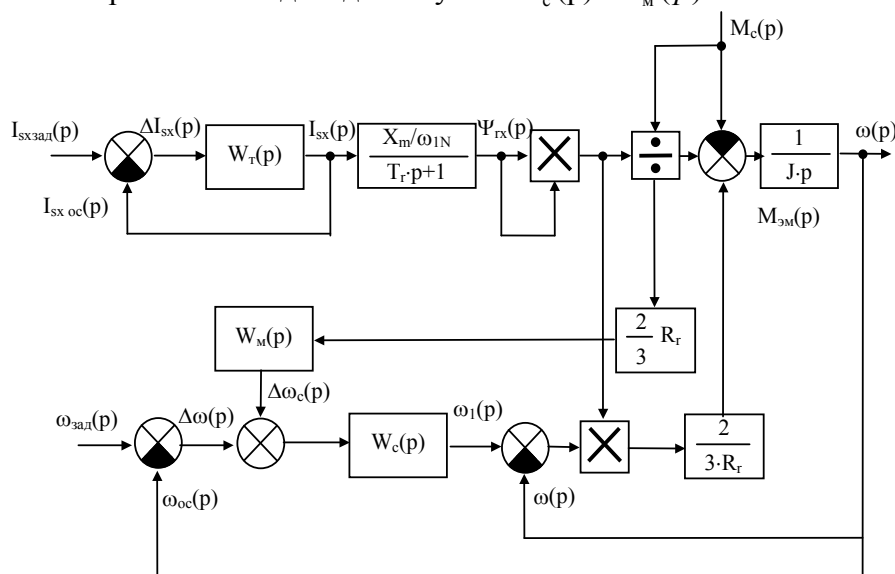 M_c(p)
I_sxзад(p)
ΔI_sx(p)
W_т(p)
I_sx(p)
X_m/ω_1N
T_r·p+1
Ψ_rx(p)
1
J·p
ω(p)
I_sx ос(p)
M_эм(p)
W_м(p)
2
3
R_r
Δω_c(p)
ω_зад(p)
Δω(p)
W_c(p)
ω_1(p)
2
3·R_r
ω_ос(p)
ω(p)